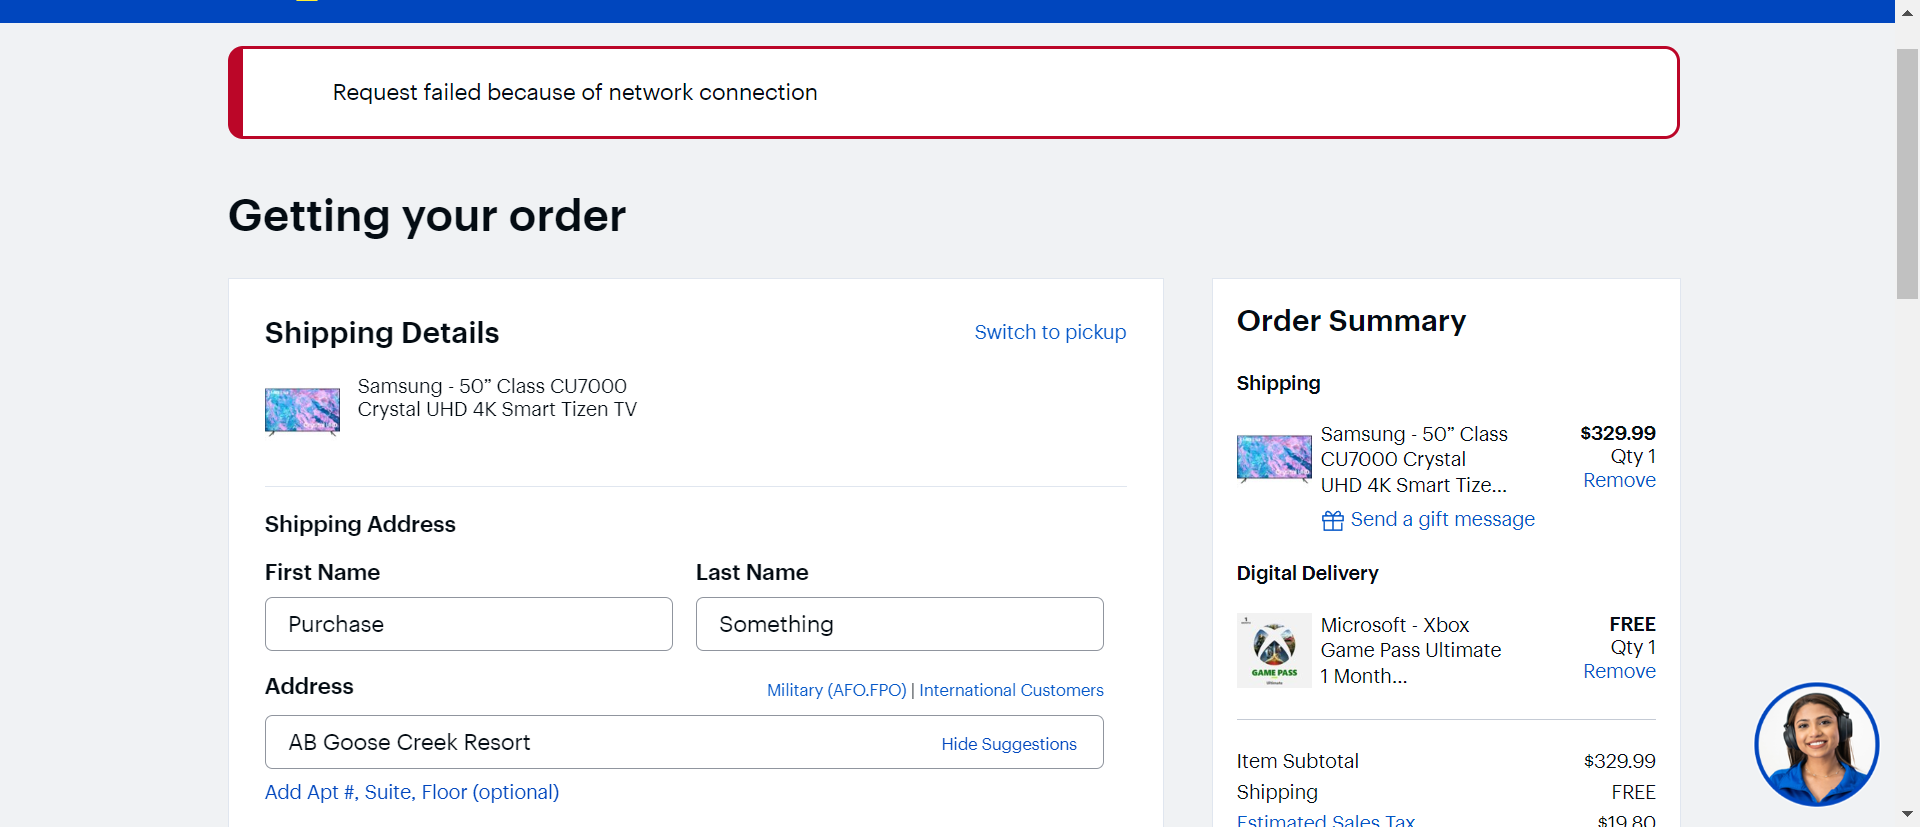 Request failed because of network connection
Getting your order
Shipping Details
Switch to pickup
Samsung - 50” Class CU7000
Crystal UHD 4K Smart Tizen TV
Shipping Address
First Name
Last Name
Purchase
Something
Address
Military (AFO.FPO) | International Customers
AB Goose Creek Resort
Hide Suggestions
Add Apt #, Suite, Floor (optional)
Order Summary
Shipping
Samsung - 50” Class
CU7000 Crystal
UHD 4K Smart Tize...
$329.99
Qty 1
Remove
Send a gift message
Digital Delivery
GAME PASS
Ultimate
Microsoft - Xbox
Game Pass Ultimate
1 Month...
FREE
Qty 1
Remove
Item Subtotal
$329.99
Shipping
FREE
Estimated Sales Tax
$19.80